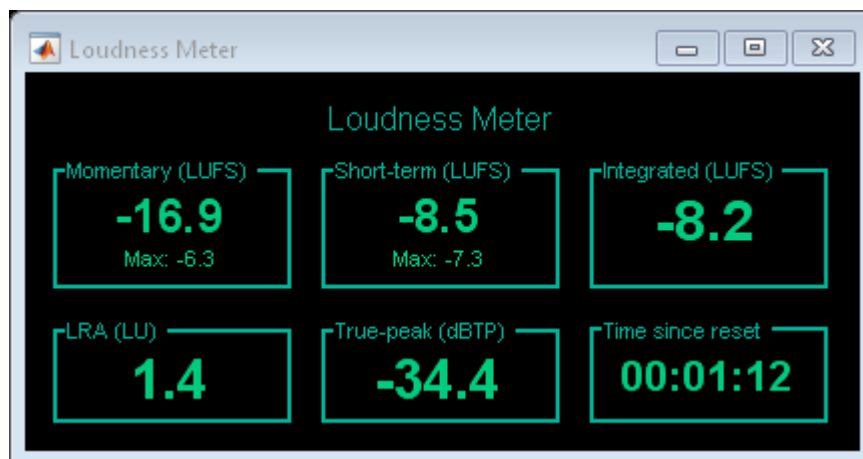 Loudness Meter
Loudness Meter
Momentary (LUFS)
-16.9
Max: -6.3
Short-term (LUFS)
-8.5
Max: -7.3
Integrated (LUFS)
-8.2
LRA (LU)
1.4
True-peak (dBTP)
-34.4
Time since reset
00:01:12